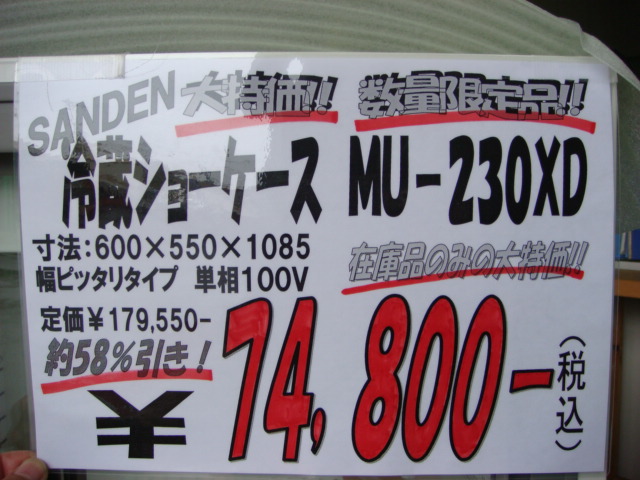 SANDEN 大特価!! 数量限定品!!
冷蔵ショーケース MU-230XD
寸法:600×550×1085
幅ピッタリタイプ 単相100V
在庫品のみの大特価!!
定価¥179,550-
約58%引き!
¥74,800-(税込)